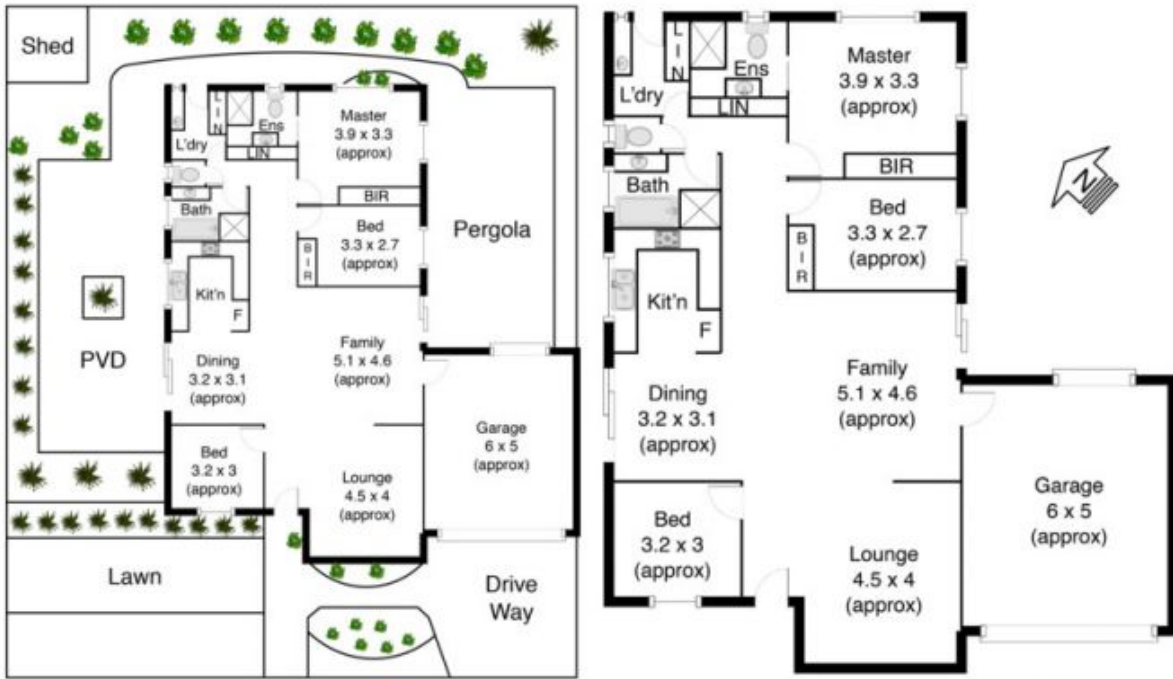 Shed
L
I
N
Ens
L'dry
LIN
Master
3.9 x 3.3
(approx)
BIR
Bath
Bed
3.3 x 2.7
(approx)
B
I
R
Pergola
Kit'n
F
PVD
Dining
3.2 x 3.1
(approx)
Family
5.1 x 4.6
(approx)
Garage
6 x 5
(approx)
Bed
3.2 x 3
(approx)
Lounge
4.5 x 4
(approx)
Lawn
Drive
Way
L
I
N
Ens
L'dry
LIN
Master
3.9 x 3.3
(approx)
BIR
Bath
Bed
3.3 x 2.7
(approx)
B
I
R
N
Kit'n
F
Dining
3.2 x 3.1
(approx)
Family
5.1 x 4.6
(approx)
Garage
6 x 5
(approx)
Bed
3.2 x 3
(approx)
Lounge
4.5 x 4
(approx)